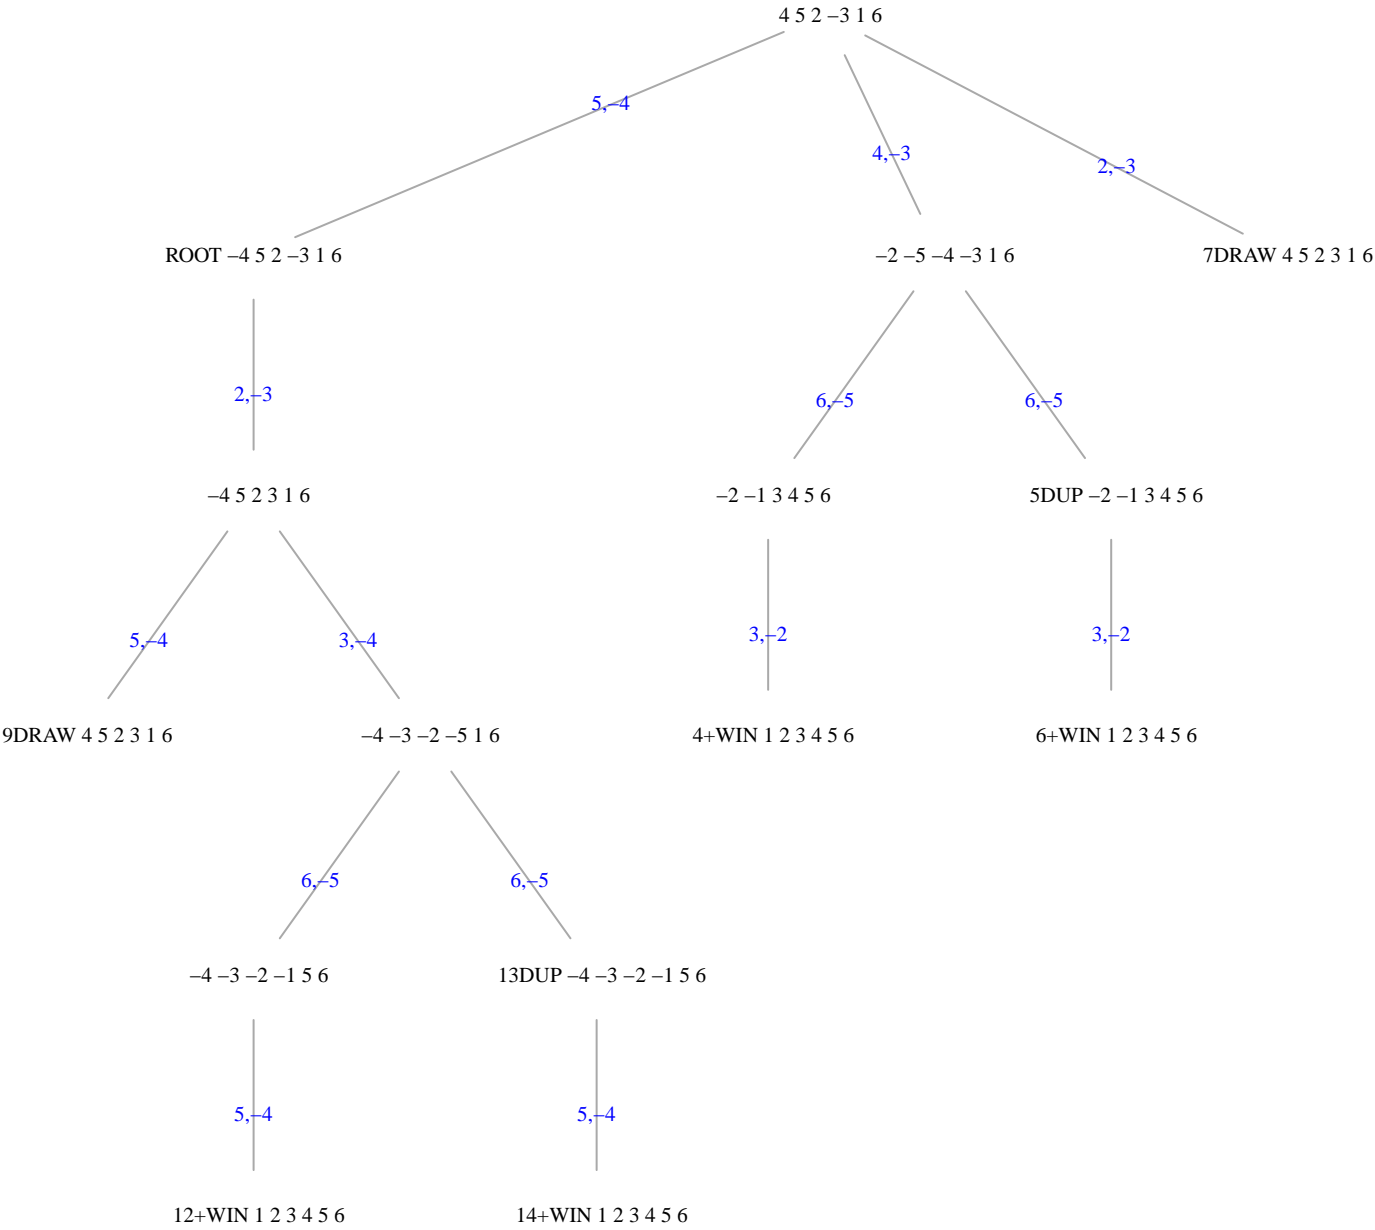 4 5 2 –3 1 6
5,–4
4,–3
2,–3
ROOT –4 5 2 –3 1 6
–2 –5 –4 –3 1 6
7DRAW 4 5 2 3 1 6
2,–3
6,–5
6,–5
–4 5 2 3 1 6
–2 –1 3 4 5 6
5DUP –2 –1 3 4 5 6
5,–4
3,–4
3,–2
3,–2
9DRAW 4 5 2 3 1 6
–4 –3 –2 –5 1 6
4+WIN 1 2 3 4 5 6
6+WIN 1 2 3 4 5 6
6,–5
6,–5
–4 –3 –2 –1 5 6
13DUP –4 –3 –2 –1 5 6
5,–4
5,–4
12+WIN 1 2 3 4 5 6
14+WIN 1 2 3 4 5 6